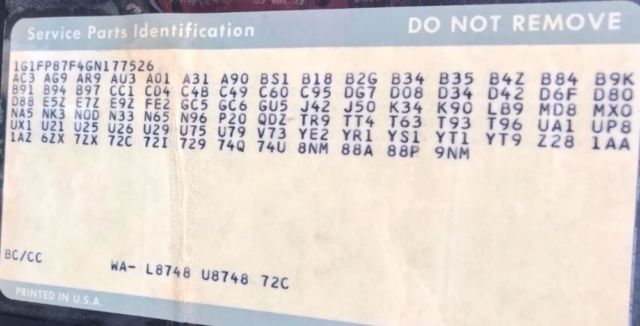 Service Parts Identification DO NOT REMOVE
1G1FP87F4GN177526
AC3 AG9 AR9 AU3 A01 A31 A90 BS1 B18 B2G B34 B35 B4Z B84 B9K
B91 B94 B97 CC1 CD4 C4B C49 C60 C95 DG7 D08 D34 D42 D6F D80
D88 E5Z E7Z E9Z FE2 GC5 GC6 GU5 J42 J50 K34 K90 LB9 MD8 MX0
NA5 NK3 N0D N33 N65 N96 P20 QDZ TR9 TT4 T63 T93 T96 UA1 UP8
UX1 U21 U25 U26 U29 U75 U79 V73 YE2 YR1 YS1 YT1 YT9 Z28 1AA
1AZ 6ZX 7ZX 72C 72I 729 74Q 74U 8NM 88A 88P 9NM
BC/CC WA- L8748 U8748 72C
PRINTED IN U.S.A.